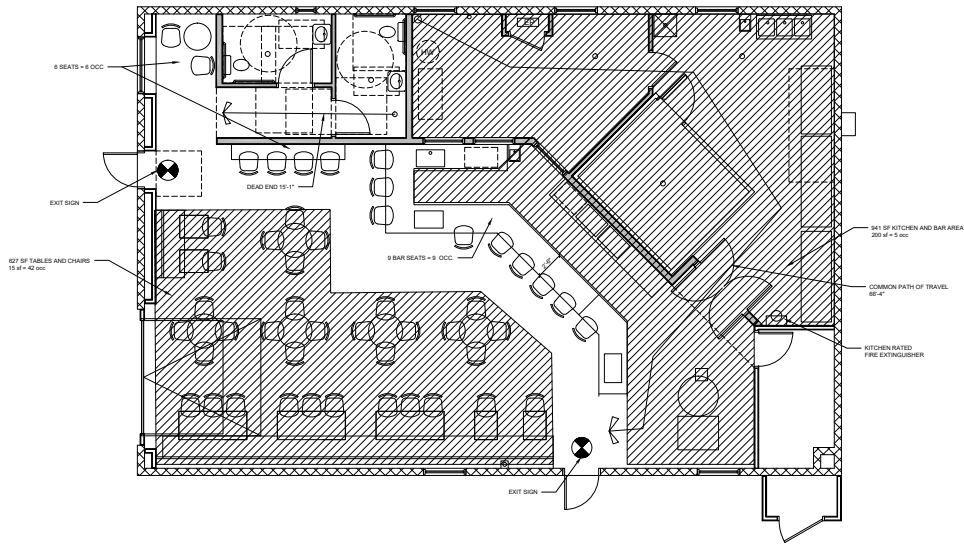 EP
HW
6 SEATS = 6 OCC
DEAD END 15'-1"
EXIT SIGN
941 SF KITCHEN AND BAR AREA
200 sf = 5 occ
9 BAR SEATS = 9 OCC.
827 SF TABLES AND CHAIRS
15 sf = 42 occ
COMMON PATH OF TRAVEL
66'-4"
KITCHEN RATED
FIRE EXTINGUISHER
EXIT SIGN